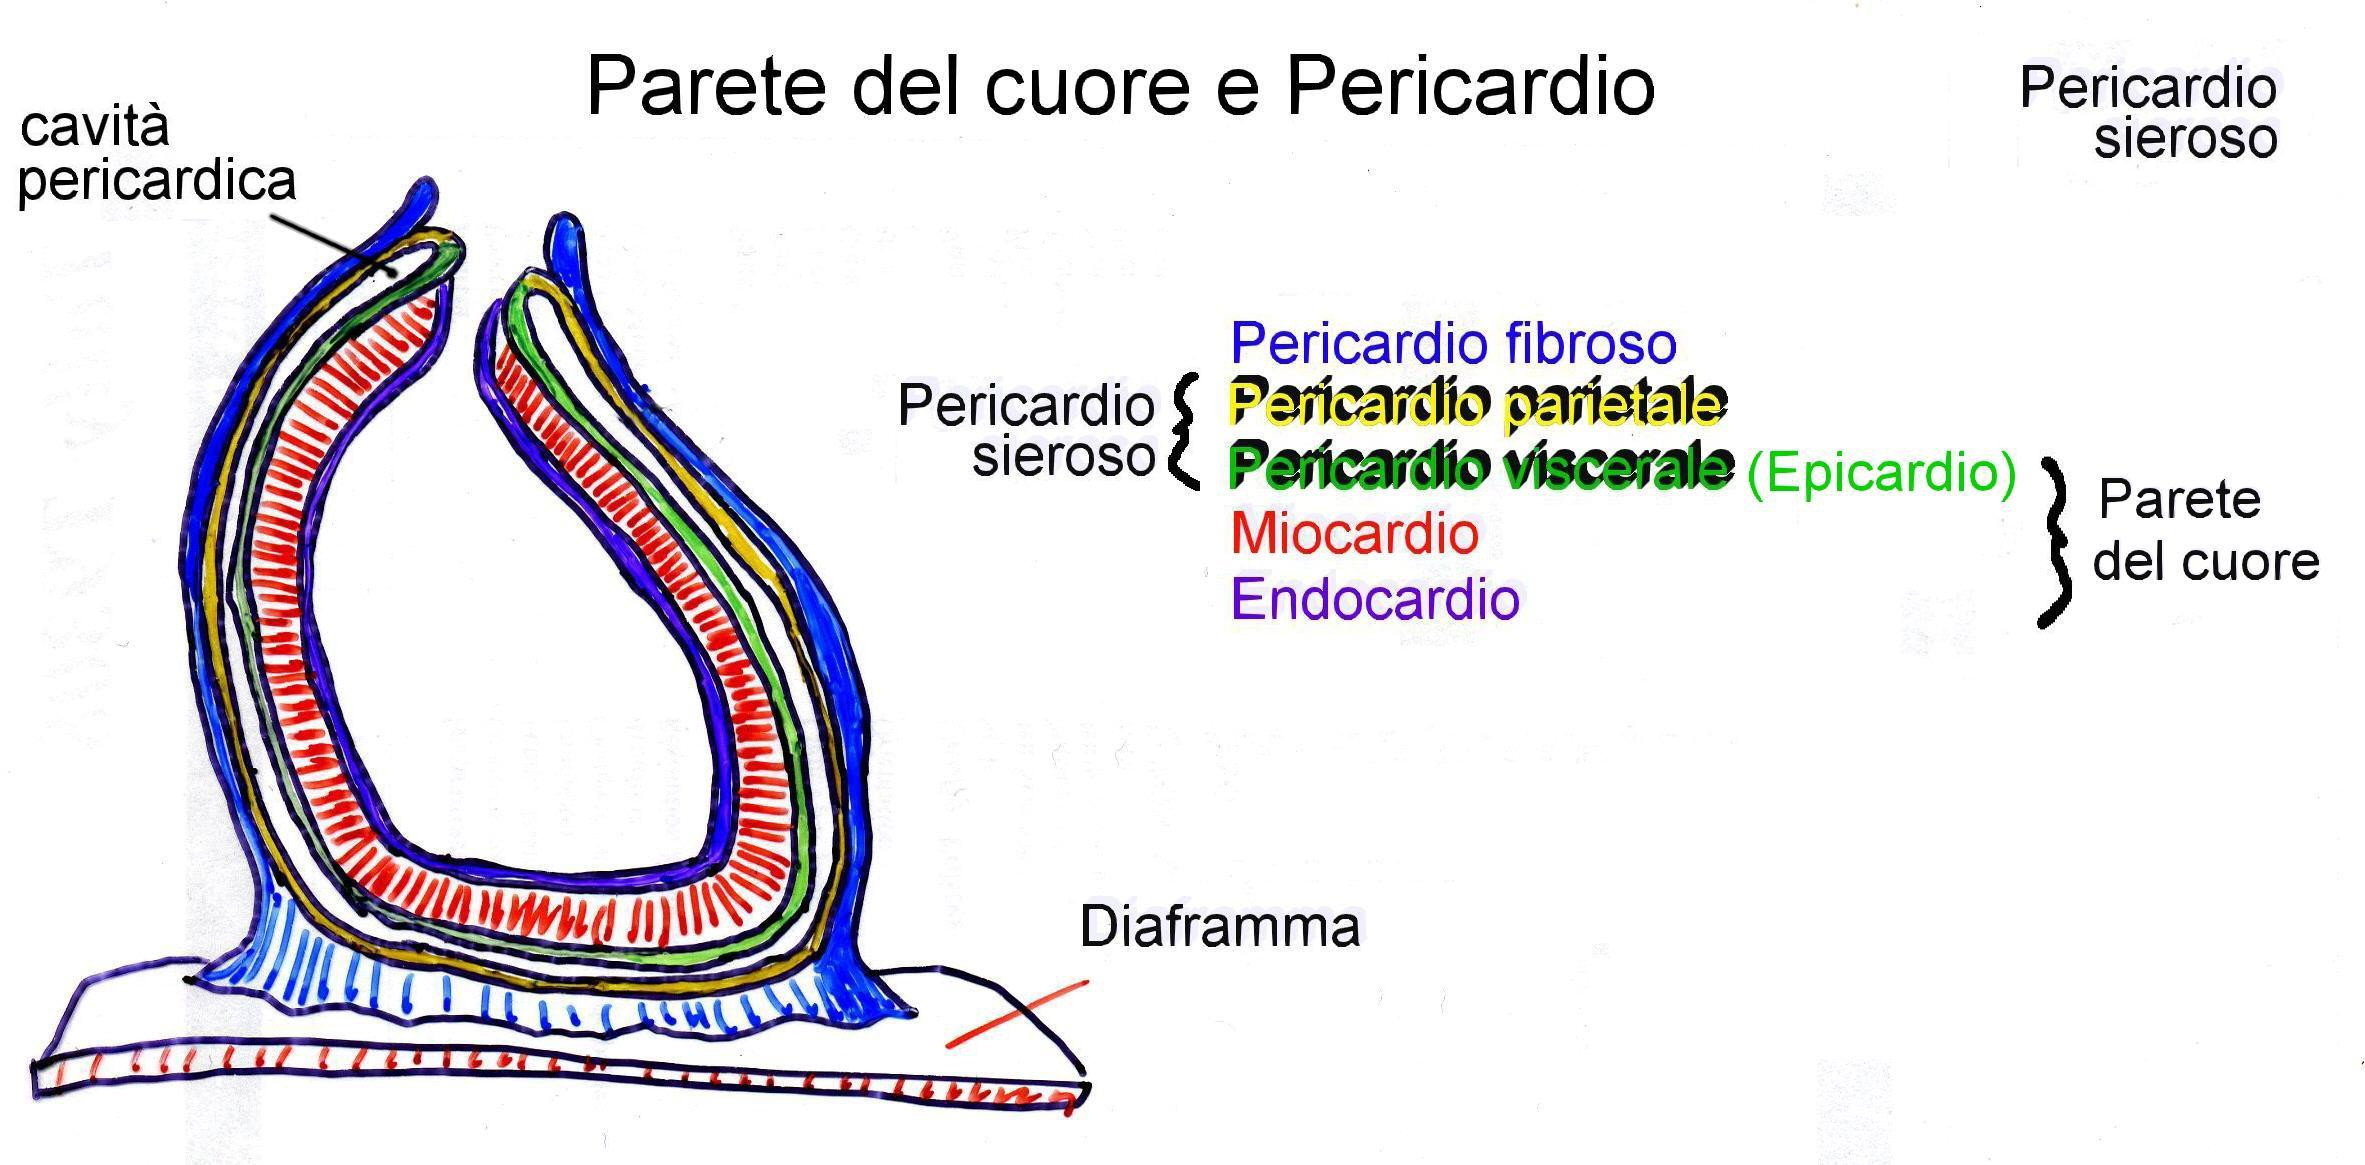 Parete del cuore e Pericardio
Pericardio
sieroso
cavità
pericardica
Pericardio fibroso
Pericardio
sieroso
Pericardio parietale
Pericardio viscerale (Epicardio)
Miocardio
Endocardio
Parete
del cuore
Diaframma